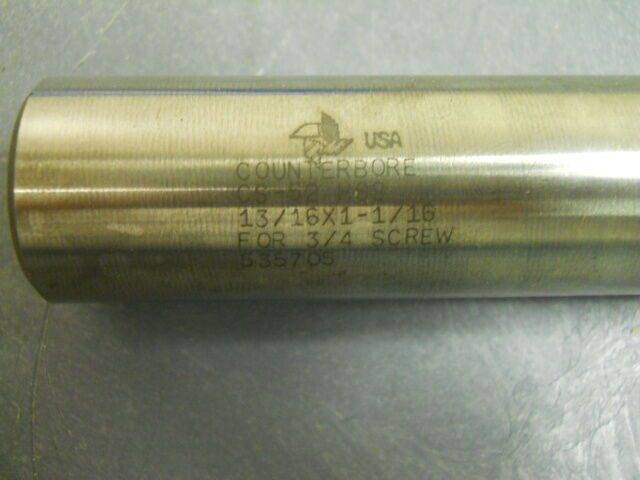 USA
COUNTERBORE
13/16X1-1/16
FOR 3/4 SCREW
535705